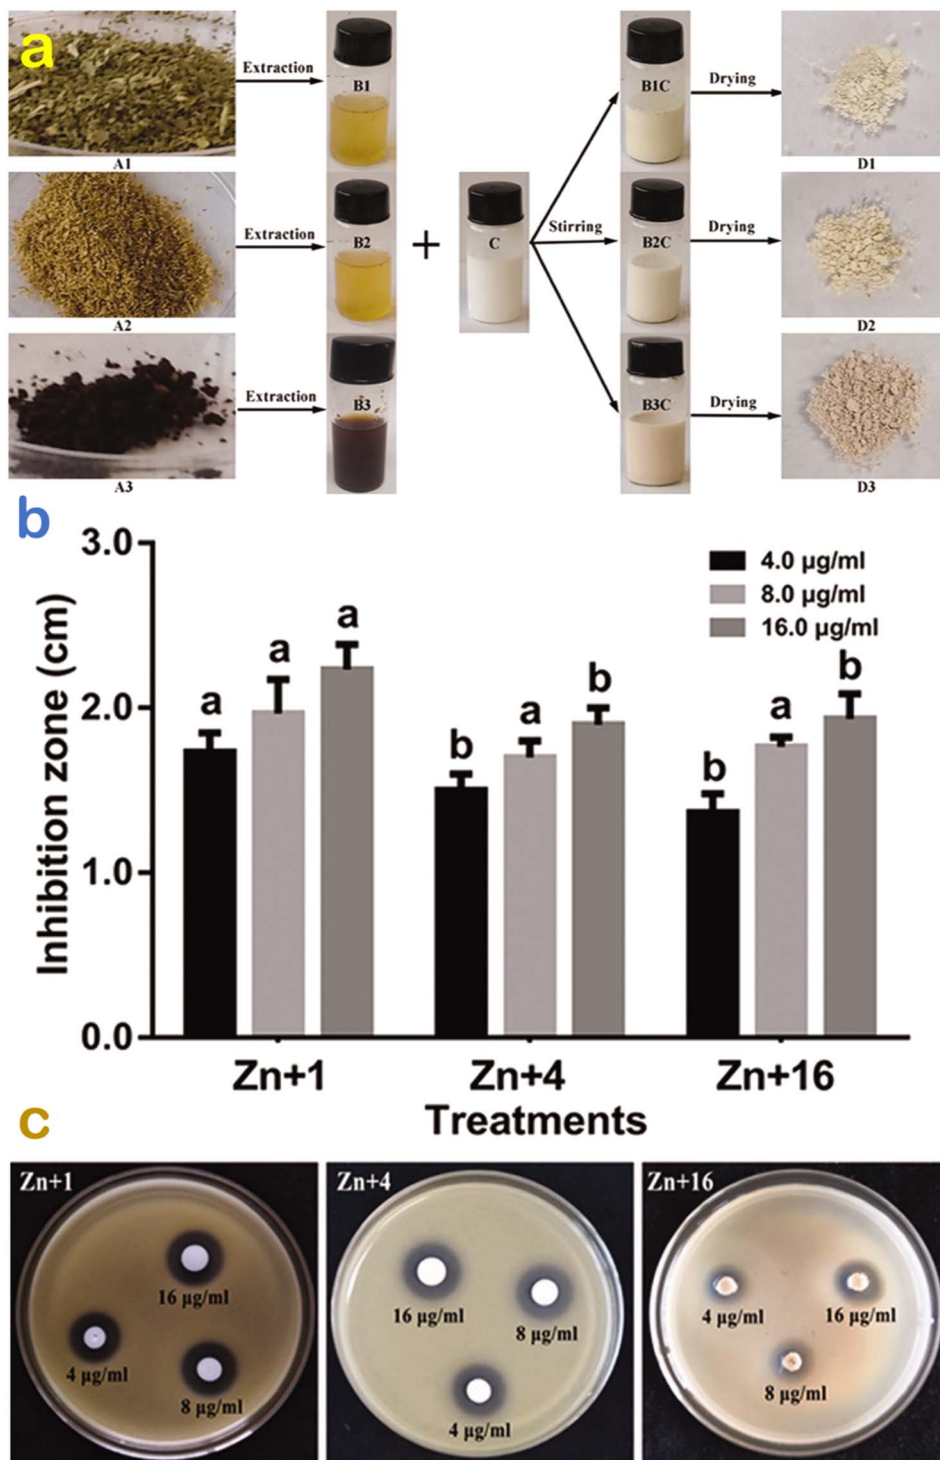 a
Extraction
B1
B1C
Drying
A1
D1
Extraction
B2
+
C
Stirring
B2C
Drying
A2
D2
Extraction
B3
B3C
Drying
A3
D3
b
3.0
2.0
1.0
0.0
Inhibition zone (cm)
4.0 µg/ml
8.0 µg/ml
16.0 µg/ml
a
a
a
b
a
b
b
a
b
Zn+1
Zn+4
Zn+16
Treatments
c
Zn+1
16 µg/ml
4 µg/ml
8 µg/ml
Zn+4
16 µg/ml
8 µg/ml
4 µg/ml
Zn+16
4 µg/ml
16 µg/ml
8 µg/ml